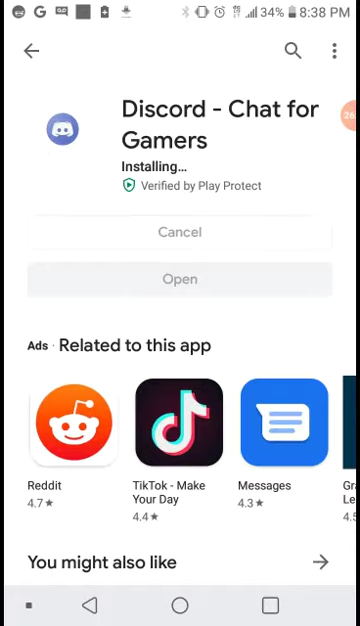 34% 8:38 PM
Discord - Chat for
Gamers
Installing...
Verified by Play Protect
Cancel
Open
Ads · Related to this app
Reddit
4.7★
TikTok - Make
Your Day
4.4★
Messages
4.3★
You might also like